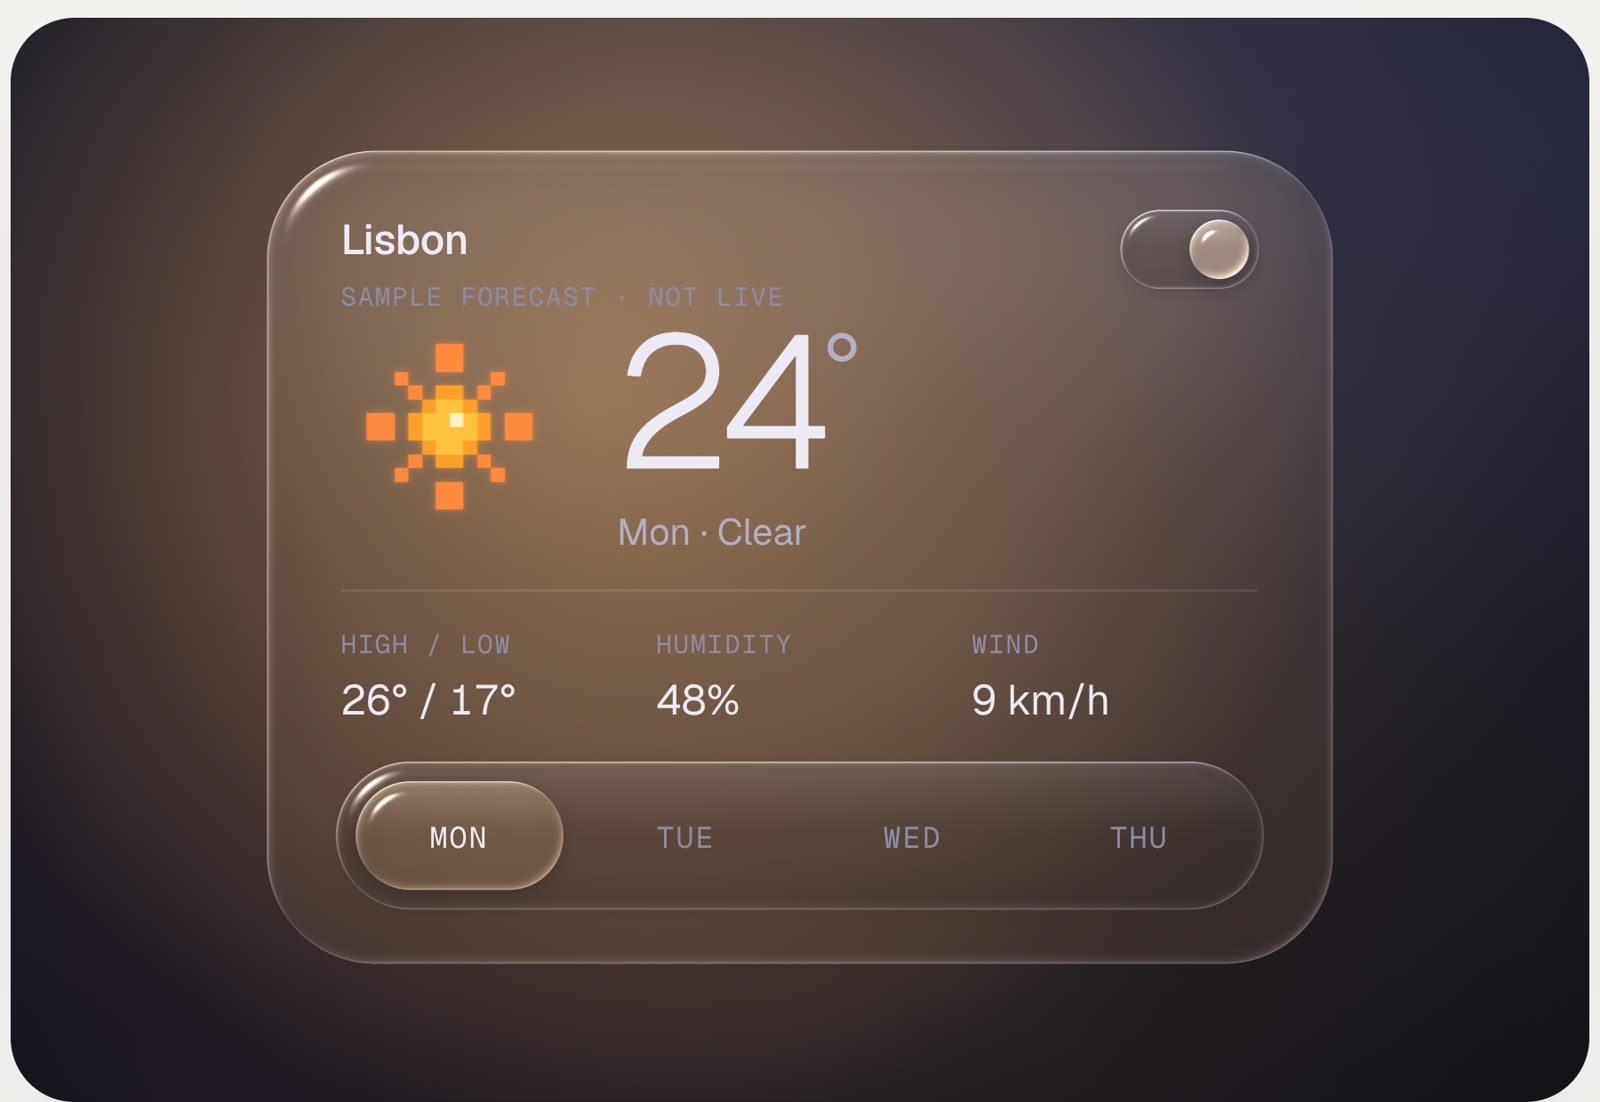 Lisbon
SAMPLE FORECAST · NOT LIVE
24°
Mon · Clear
HIGH / LOW
26° / 17°
HUMIDITY
48%
WIND
9 km/h
MON TUE WED THU